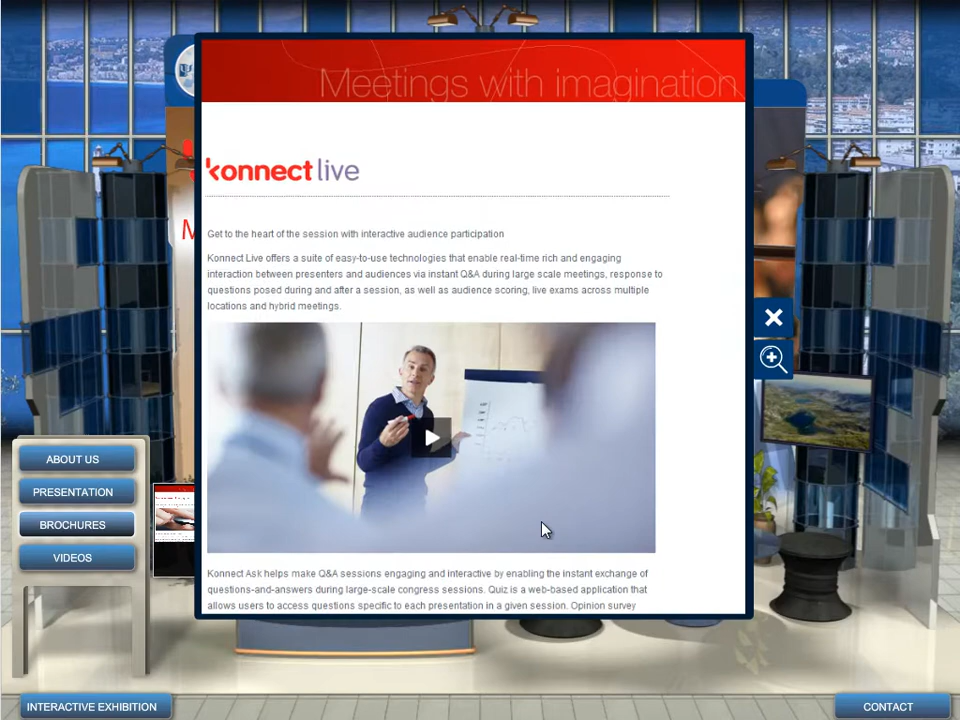 Meetings with imagination
konnect live
Get to the heart of the session with interactive audience participation
Konnect Live offers a suite of easy-to-use technologies that enable real-time rich and engaging
interaction between presenters and audiences via instant Q&A during large scale meetings, response to
questions posed during and after a session, as well as audience scoring, live exams across multiple
locations and hybrid meetings.
Konnect Ask helps make Q&A sessions engaging and interactive by enabling the instant exchange of
questions-and-answers during large-scale congress sessions. Quiz is a web-based application that
allows users to access questions specific to each presentation in a given session. Opinion survey
ABOUT US
PRESENTATION
BROCHURES
VIDEOS
INTERACTIVE EXHIBITION
CONTACT